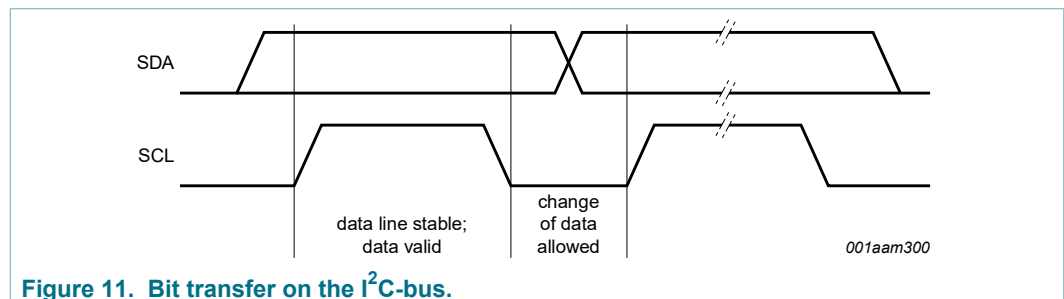 SDA
SCL
data line stable;
data valid
change
of data
allowed
001aam300
Figure 11. Bit transfer on the I²C-bus.